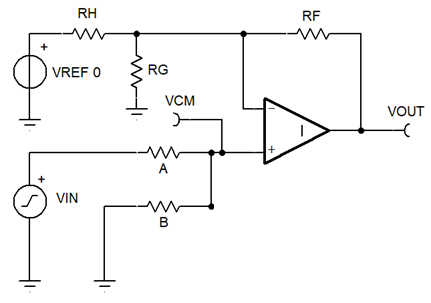 RH
RF
+
VREF 0
RG
VCM
−
VOUT
I
+
A
+
VIN
B